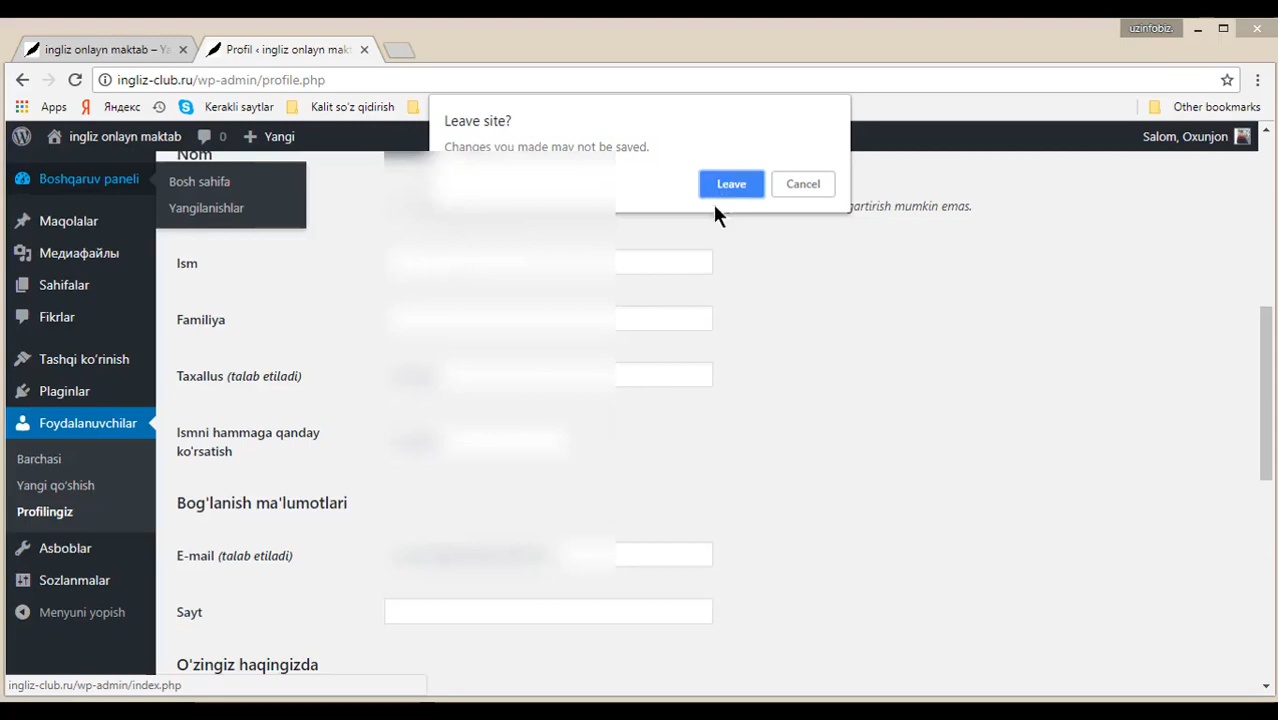 uzinfobiz.
ingliz onlayn maktab – Ya
Profil ‹ ingliz onlayn mak
ingliz-club.ru/wp-admin/profile.php
Apps
Яндекс
Kerakli saytlar
Kalit so'z qidirish
Other bookmarks
Leave site?
Changes you made may not be saved.
Leave
Cancel
ingliz onlayn maktab
0
Yangi
Salom, Oxunjon
Boshqaruv paneli
Bosh sahifa
Yangilanishlar
Maqolalar
Медиафайлы
Sahifalar
Fikrlar
Tashqi ko‘rinish
Plaginlar
Foydalanuvchilar
Barchasi
Yangi qo‘shish
Profilingiz
Asboblar
Sozlanmalar
Menyuni yopish
Nom
gartirish mumkin emas.
Ism
Familiya
Taxallus (talab etiladi)
Ismni hammaga qanday
ko'rsatish
Bog'lanish ma'lumotlari
E-mail (talab etiladi)
Sayt
O'zingiz haqingizda
ingliz-club.ru/wp-admin/index.php